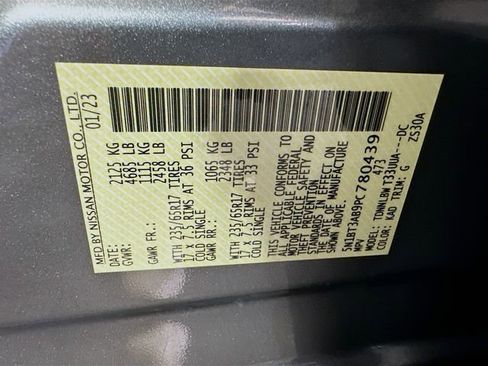 MFD BY NISSAN MOTOR CO., LTD.
DATE: 01/23
GVWR: 2125 KG
4685 LB
GAWR FR.: 1115 KG
2458 LB
WITH 235/65R17 TIRES
17 X 7.5 RIMS AT 36 PSI
COLD SINGLE
GAWR RR.: 1065 KG
2348 LB
WITH 235/65R17 TIRES
17 X 7.5 RIMS AT 33 PSI
COLD SINGLE
THIS VEHICLE CONFORMS TO
ALL APPLICABLE FEDERAL
MOTOR VEHICLE SAFETY AND
THEFT PREVENTION
STANDARDS IN EFFECT ON
THE DATE OF MANUFACTURE
SHOWN ABOVE.
5N1BT3AB9PC780439
MPV 473
MODEL: TDWNLBW T33UUA---DC
COLOR: KAD TRIM: G
ZS30A